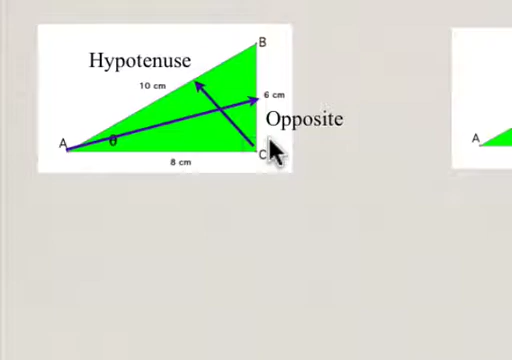 B
Hypotenuse
10 cm
6 cm
Opposite
A
θ
C
8 cm
A